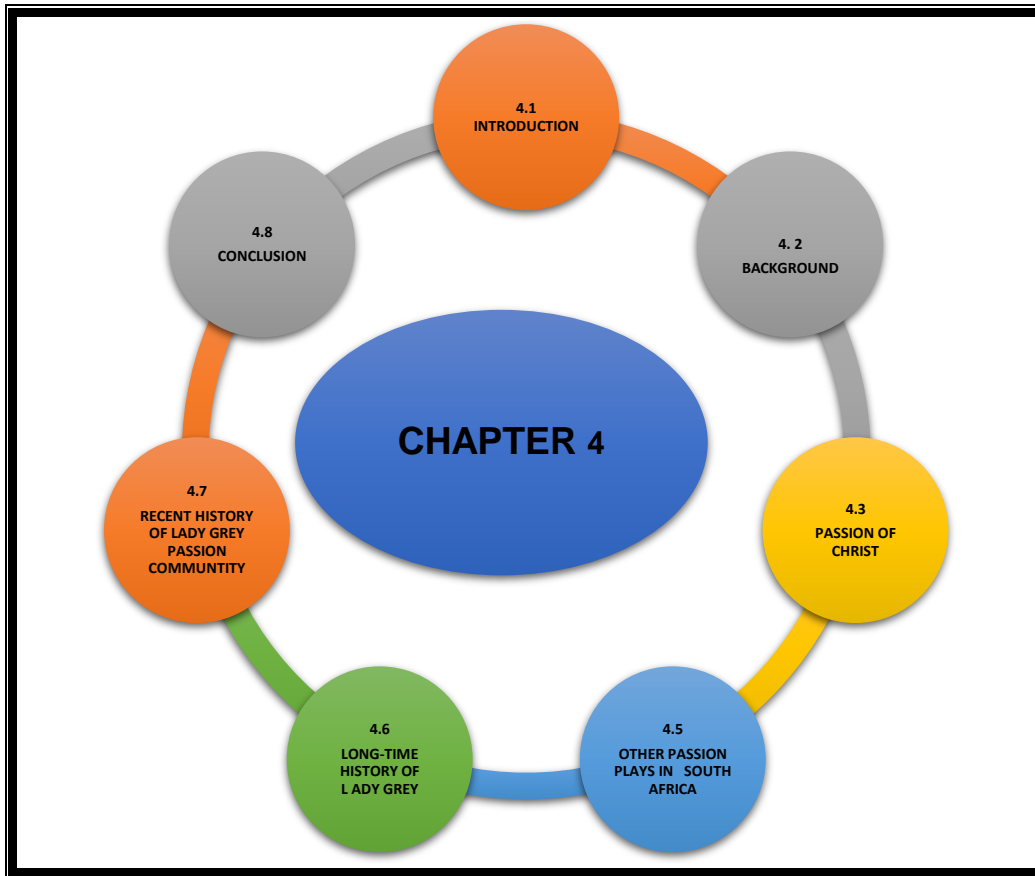 4.1
INTRODUCTION
4. 2
BACKGROUND
4.3
PASSION OF
CHRIST
4.5
OTHER PASSION
PLAYS IN SOUTH
AFRICA
4.6
LONG-TIME
HISTORY OF
L ADY GREY
4.7
RECENT HISTORY
OF LADY GREY
PASSION
COMMUNTITY
4.8
CONCLUSION
CHAPTER 4